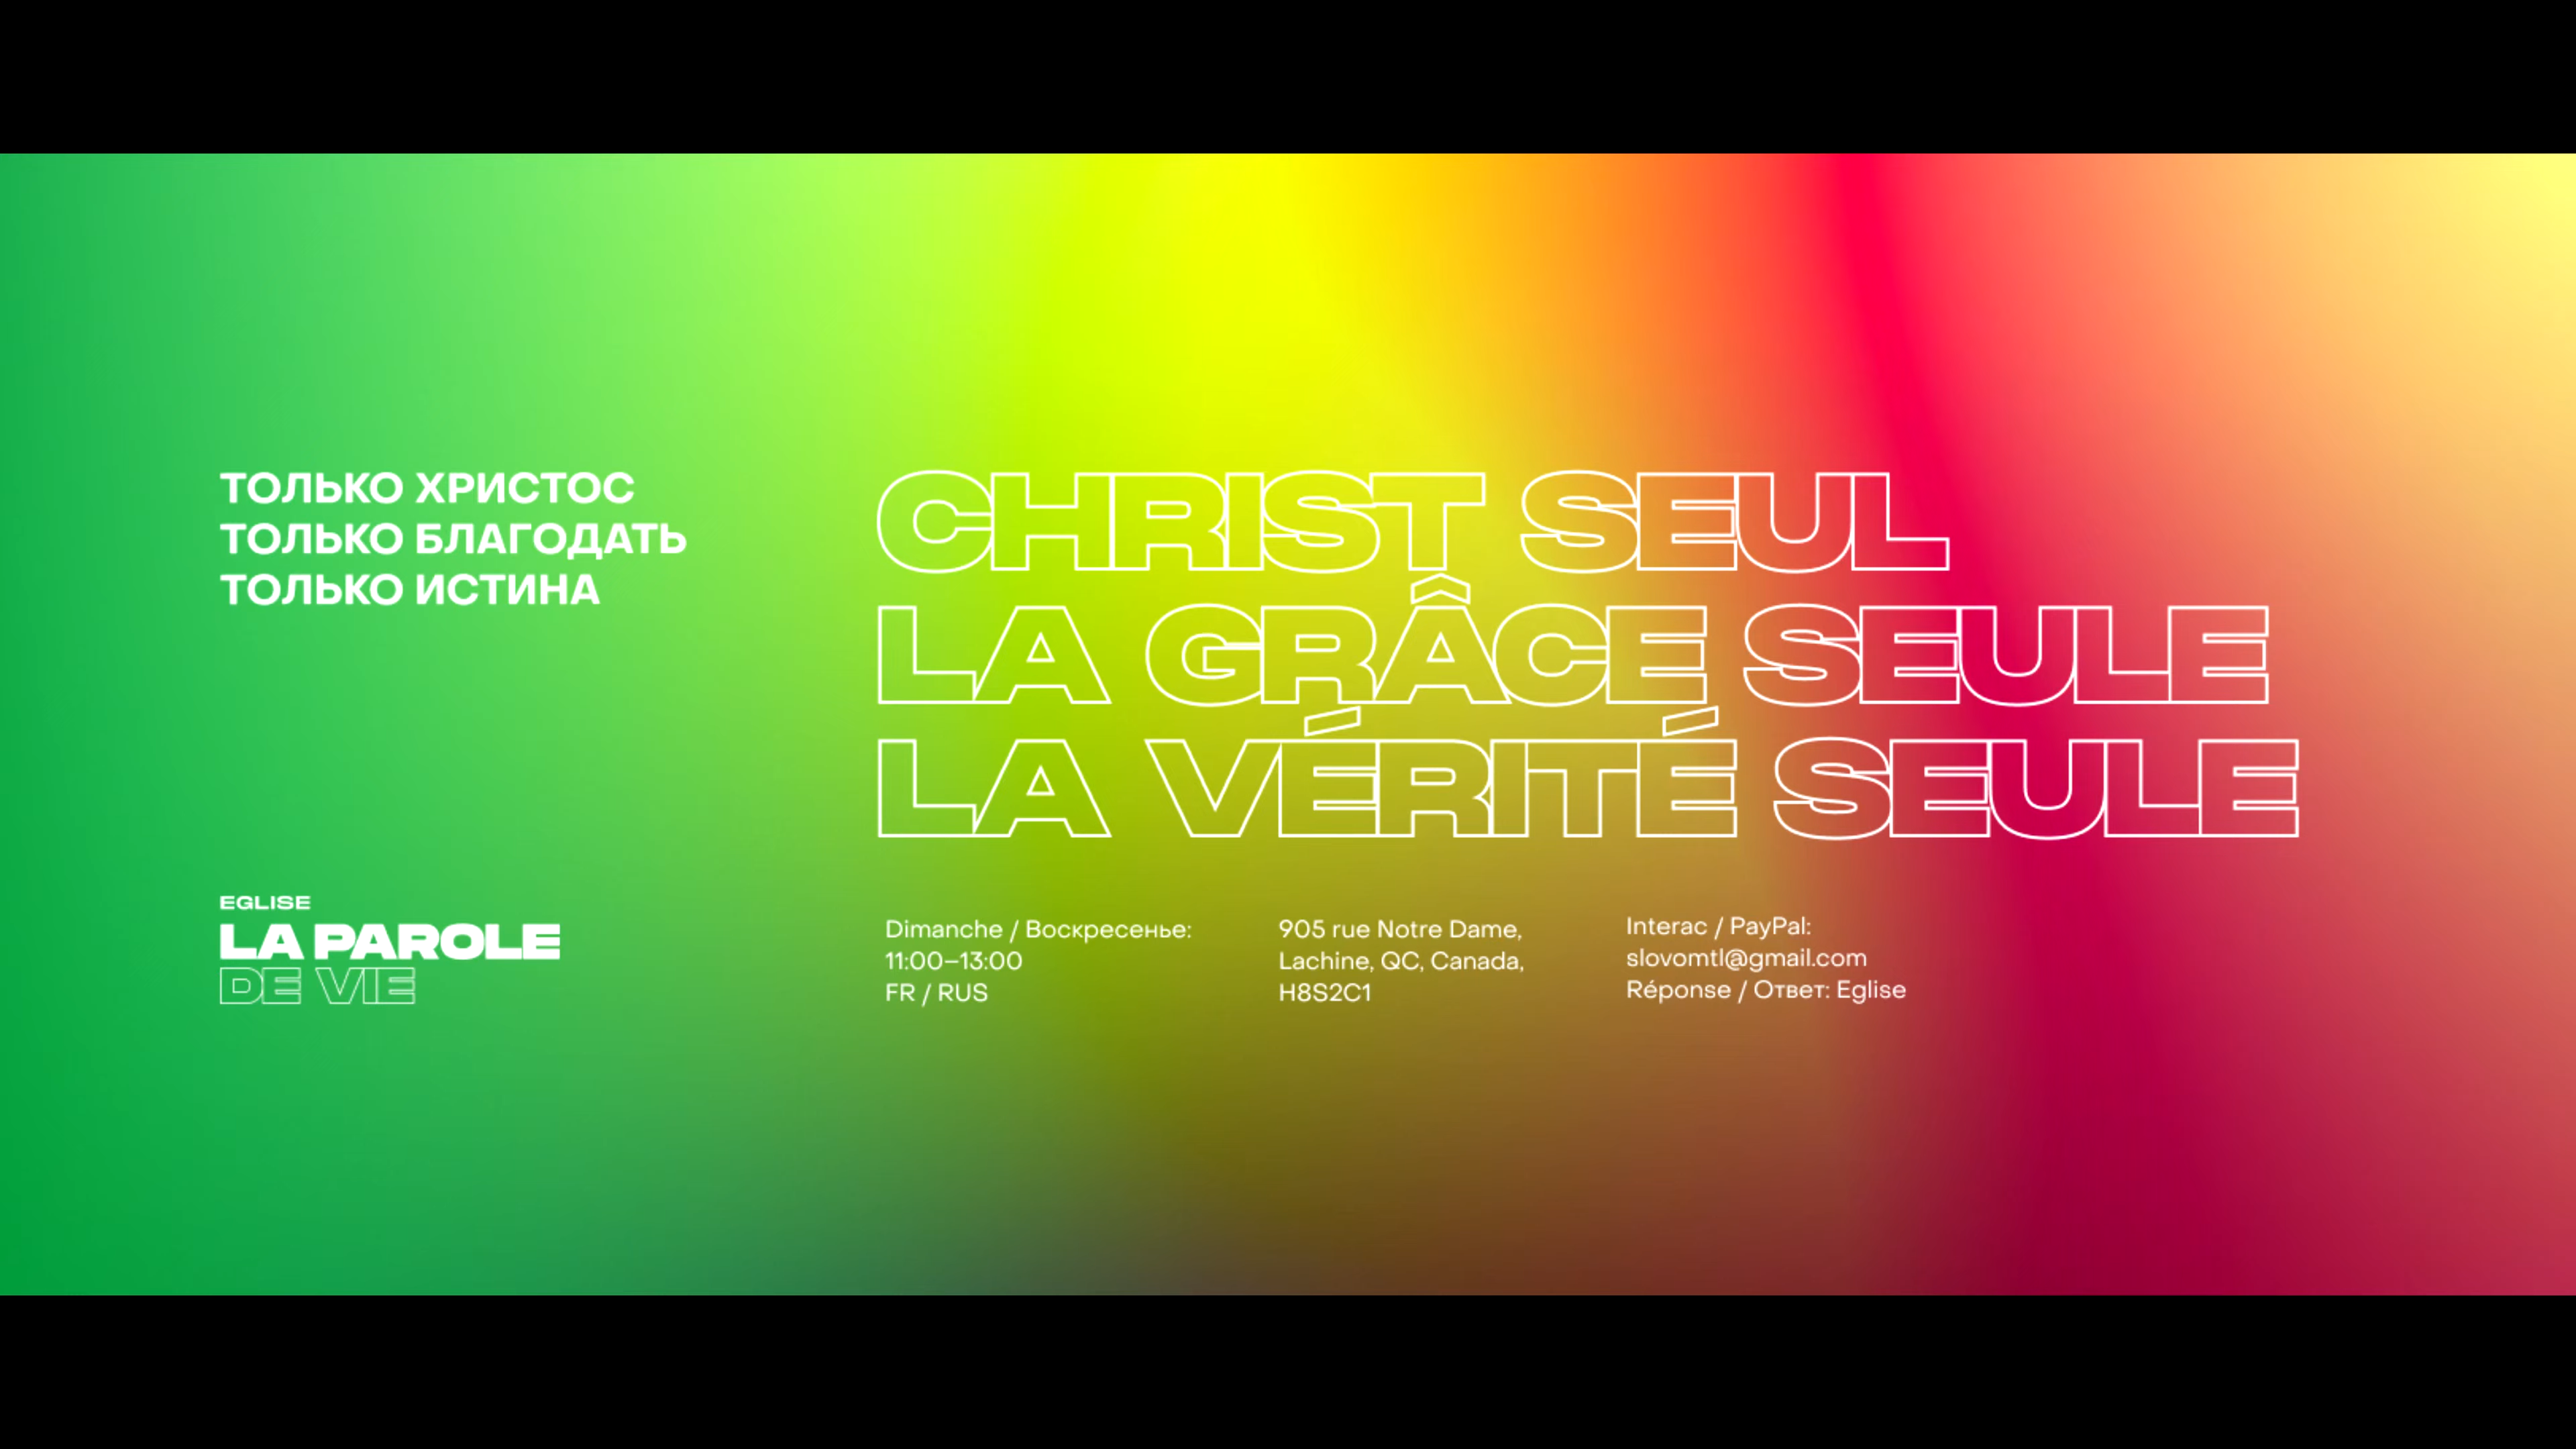 ТОЛЬКО ХРИСТОС
ТОЛЬКО БЛАГОДАТЬ
ТОЛЬКО ИСТИНА
CHRIST SEUL
LA GRÂCE SEULE
LA VÉRITÉ SEULE
EGLISE
LA PAROLE
DE VIE
Dimanche / Воскресенье:
11:00–13:00
FR / RUS
905 rue Notre Dame,
Lachine, QC, Canada,
H8S2C1
Interac / PayPal:
slovomtl@gmail.com
Réponse / Ответ: Eglise